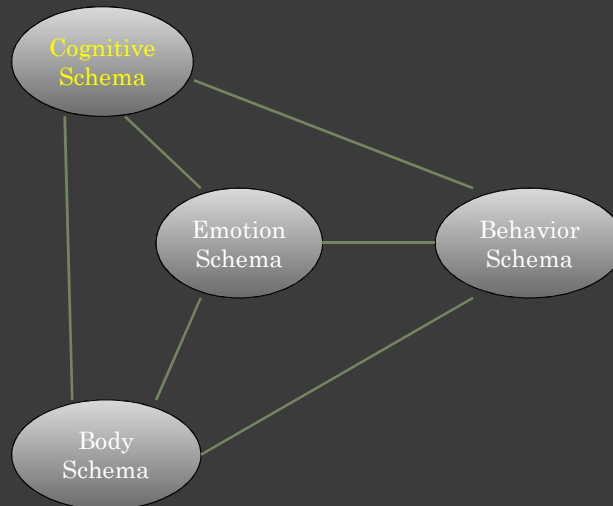 Cognitive
Schema
Emotion
Schema
Behavior
Schema
Body
Schema